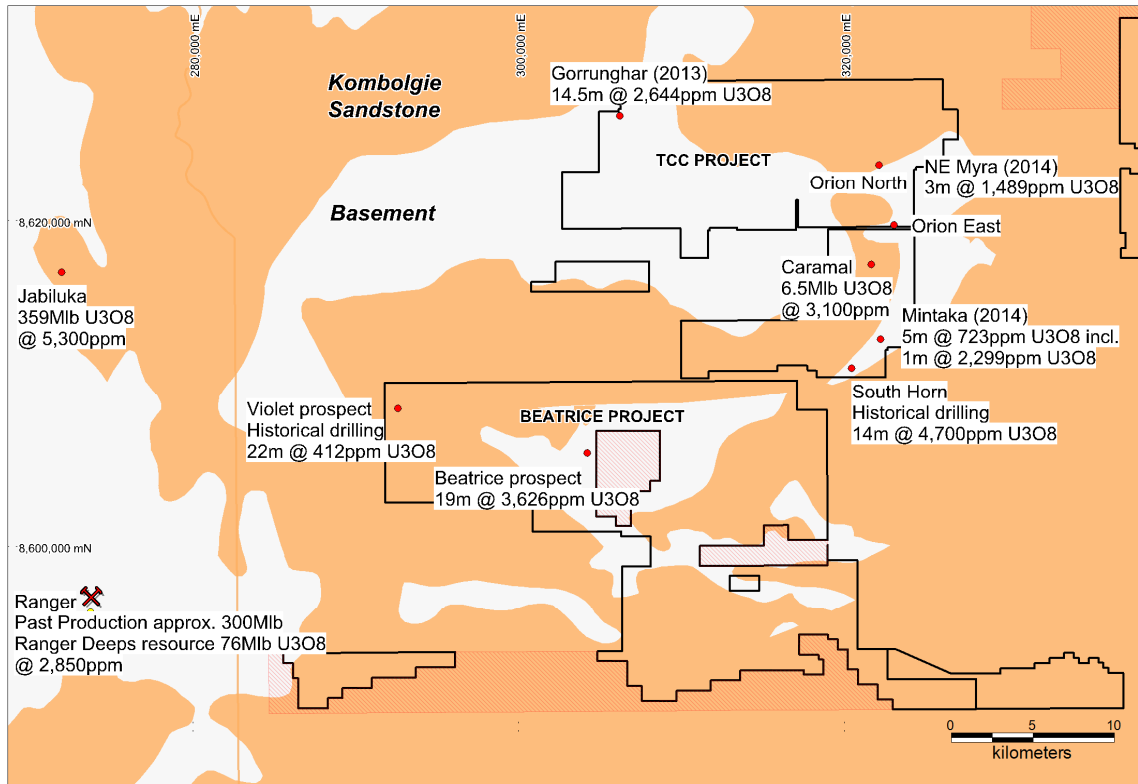 280,000 mE
300,000 mE
320,000 mE
Kombolgie
Sandstone
Gorrunghar (2013)
14.5m @ 2,644ppm U3O8
TCC PROJECT
NE Myra (2014)
3m @ 1,489ppm U3O8
Orion North
Basement
8,620,000 mN
Orion East
Caramal
6.5Mlb U3O8
@ 3,100ppm
Jabiluka
359Mlb U3O8
@ 5,300ppm
Mintaka (2014)
5m @ 723ppm U3O8 incl.
1m @ 2,299ppm U3O8
South Horn
Historical drilling
14m @ 4,700ppm U3O8
Violet prospect
Historical drilling
22m @ 412ppm U3O8
BEATRICE PROJECT
Beatrice prospect
19m @ 3,626ppm U3O8
8,600,000 mN
Ranger
Past Production approx. 300Mlb
Ranger Deeps resource 76Mlb U3O8
@ 2,850ppm
0 5 10
kilometers